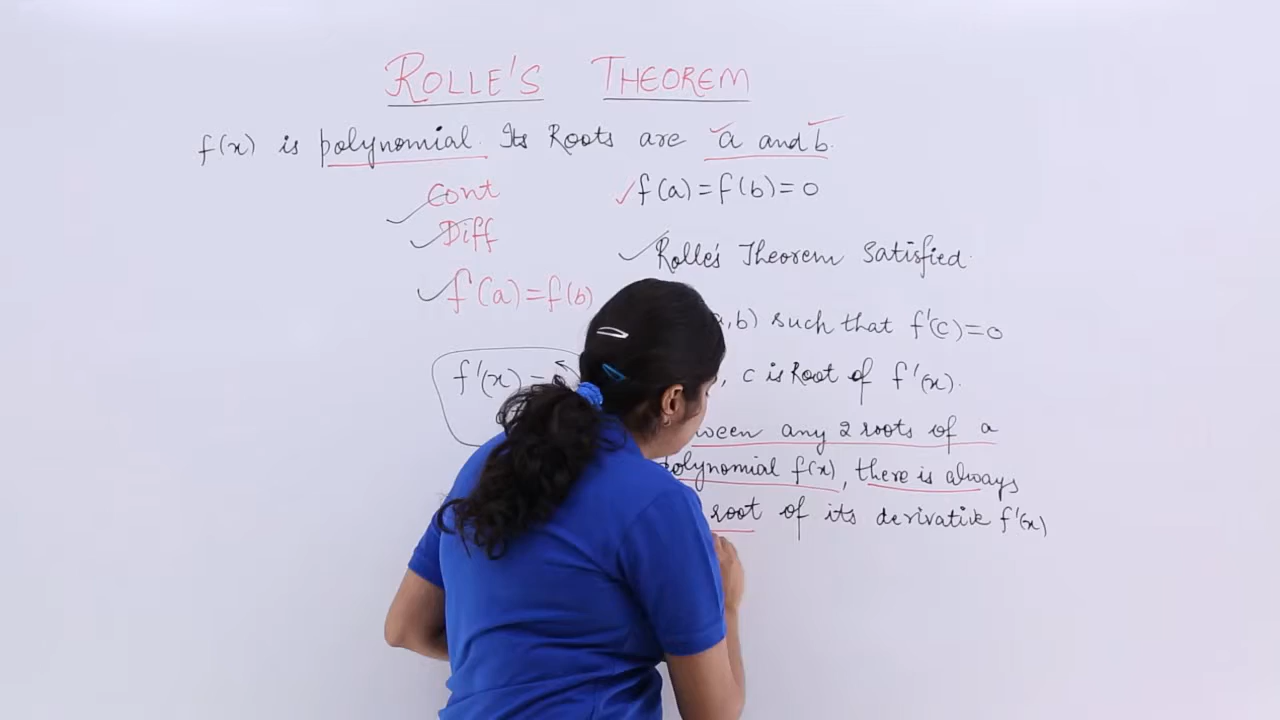 ROLLE'S THEOREM
f(x) is polynomial. Its Roots are a and b.
Cont
f(a)=f(b)=0
Diff
Rolle's Theorem Satisfied.
f(a)=f(b)
,b) such that f'(c)=0
f'(x)=
, c is Root of f'(x).
any 2 roots of a
polynomial f(x), there is always
root of its derivative f'(x)